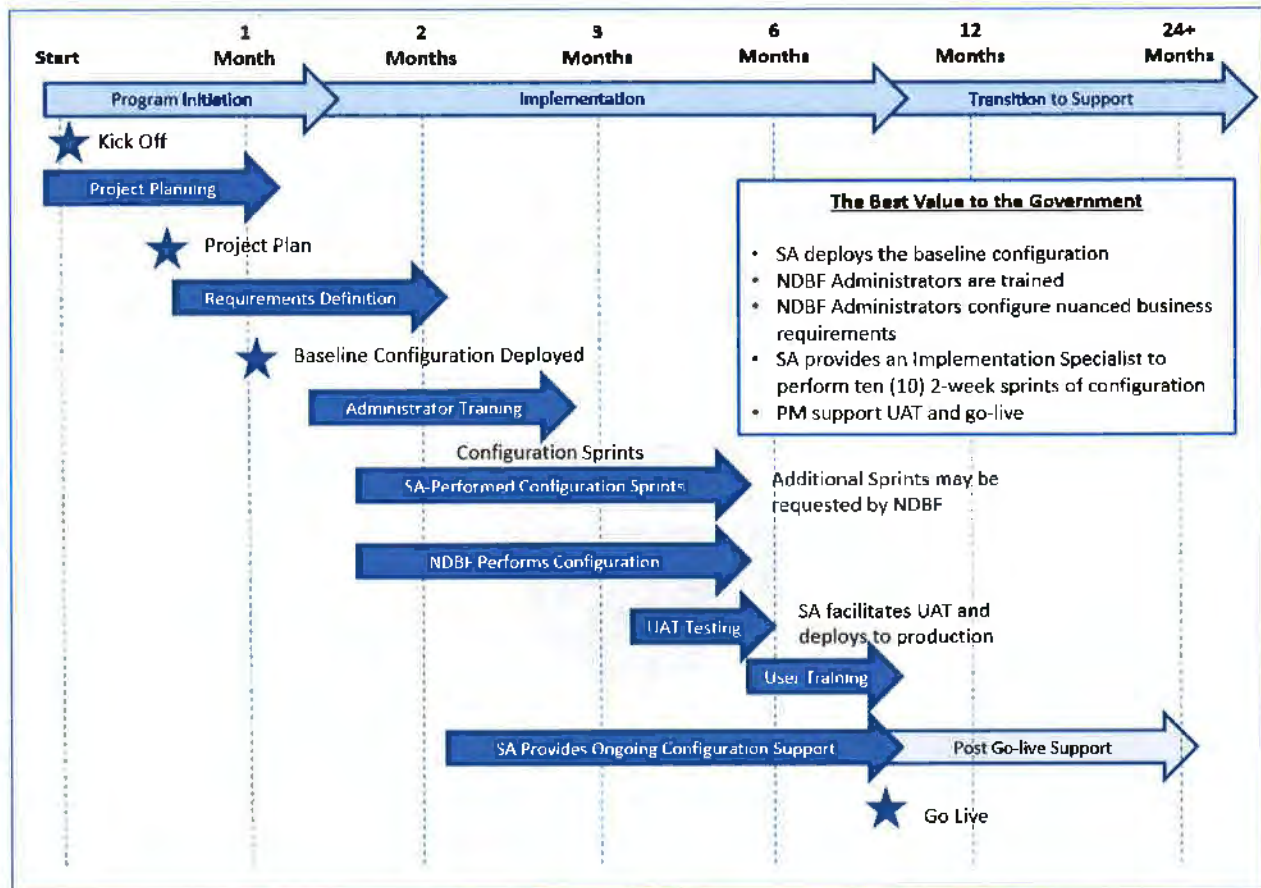 Start
1
Month
2
Months
3
Months
6
Months
12
Months
24+
Months
Program Initiation
Implementation
Transition to Support
Kick Off
Project Planning
Project Plan
Requirements Definition
Baseline Configuration Deployed
Administrator Training
The Best Value to the Government
• SA deploys the baseline configuration
• NDBF Administrators are trained
• NDBF Administrators configure nuanced business
requirements
• SA provides an Implementation Specialist to
perform ten (10) 2-week sprints of configuration
• PM support UAT and go-live
Configuration Sprints
SA-Performed Configuration Sprints
Additional Sprints may be
requested by NDBF
NDBF Performs Configuration
UAT Testing
SA facilitates UAT and
deploys to production
User Training
SA Provides Ongoing Configuration Support
Post Go-live Support
Go Live